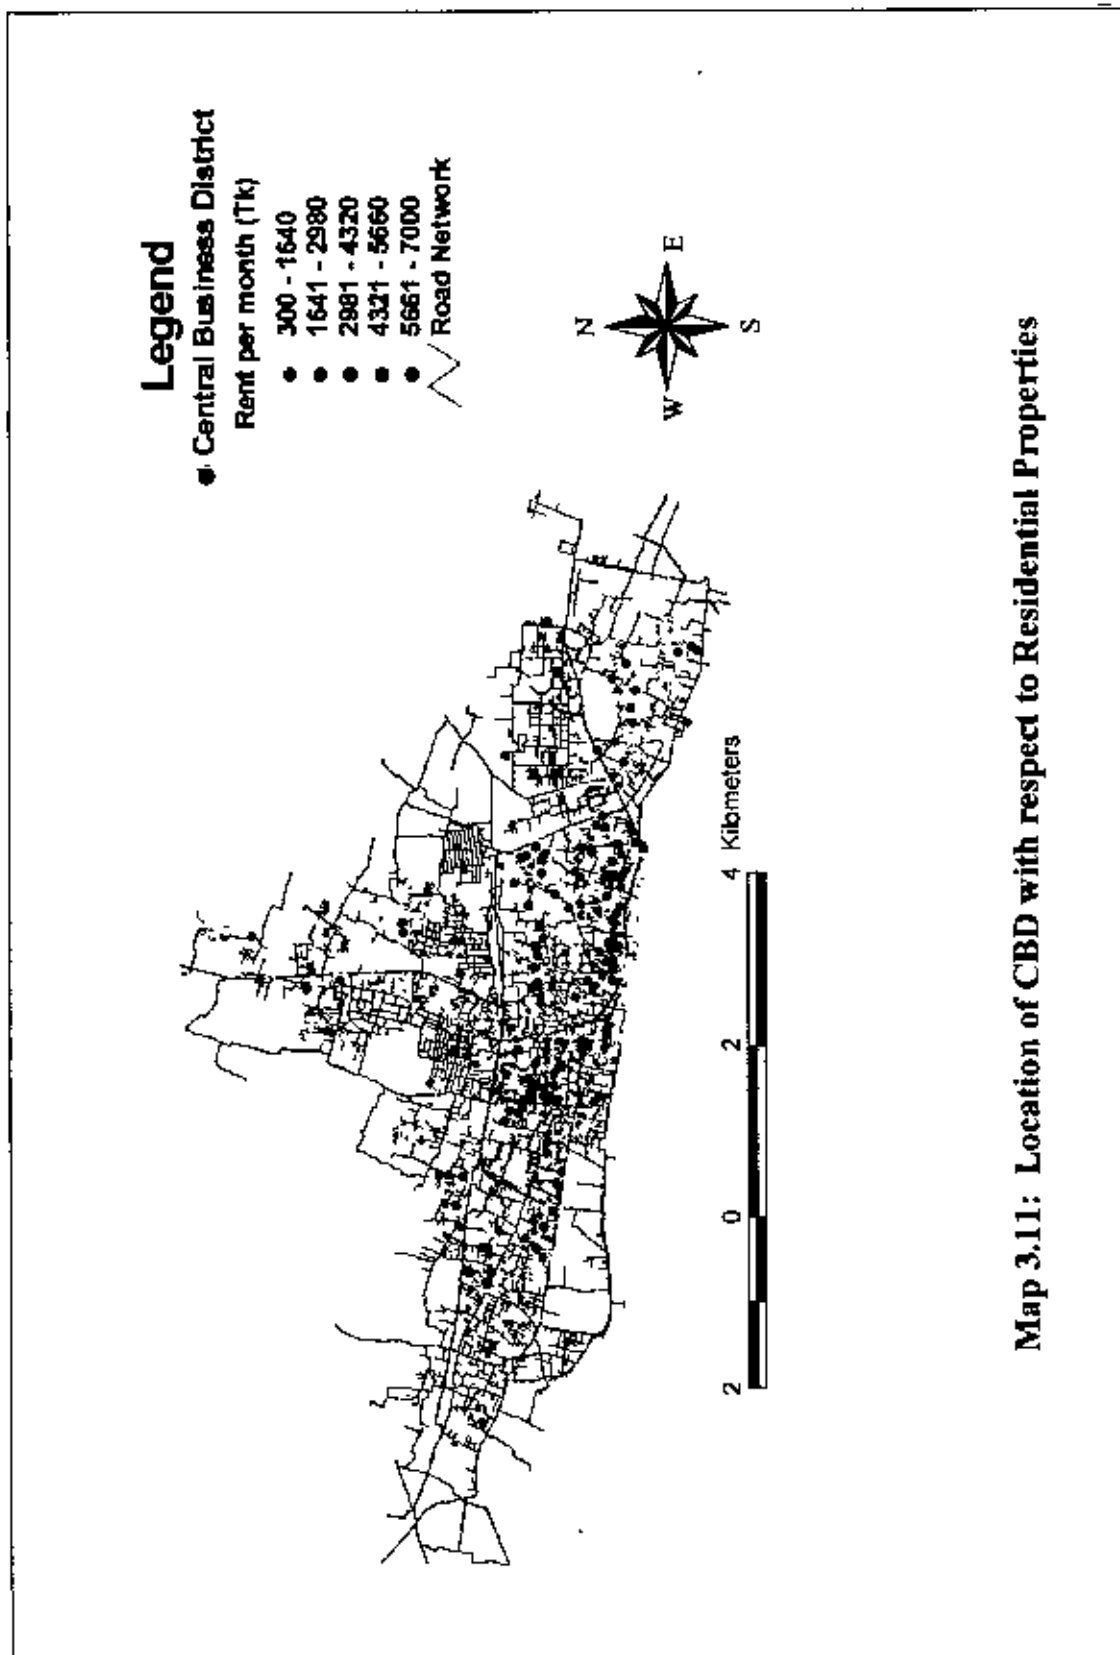 Legend
Central Business District
Rent per month (Tk)
300 - 1640
1641 - 2980
2981 - 4320
4321 - 5660
5661 - 7000
Road Network
N
W
E
S
2 0 2 4 Kilometers
Map 3.11: Location of CBD with respect to Residential Properties